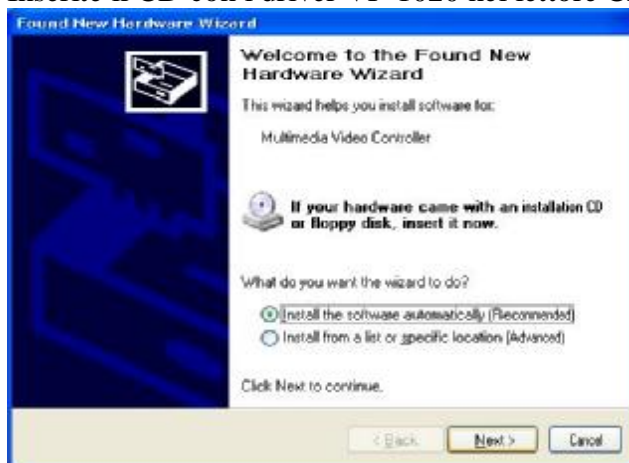 Found New Hardware Wizard
Welcome to the Found New
Hardware Wizard
This wizard helps you install software for:
Multimedia Video Controller
If your hardware came with an installation CD
or floppy disk, insert it now.
What do you want the wizard to do?
Install the software automatically (Recommended)
Install from a list or specific location (Advanced)
Click Next to continue.
< Back Next > Cancel